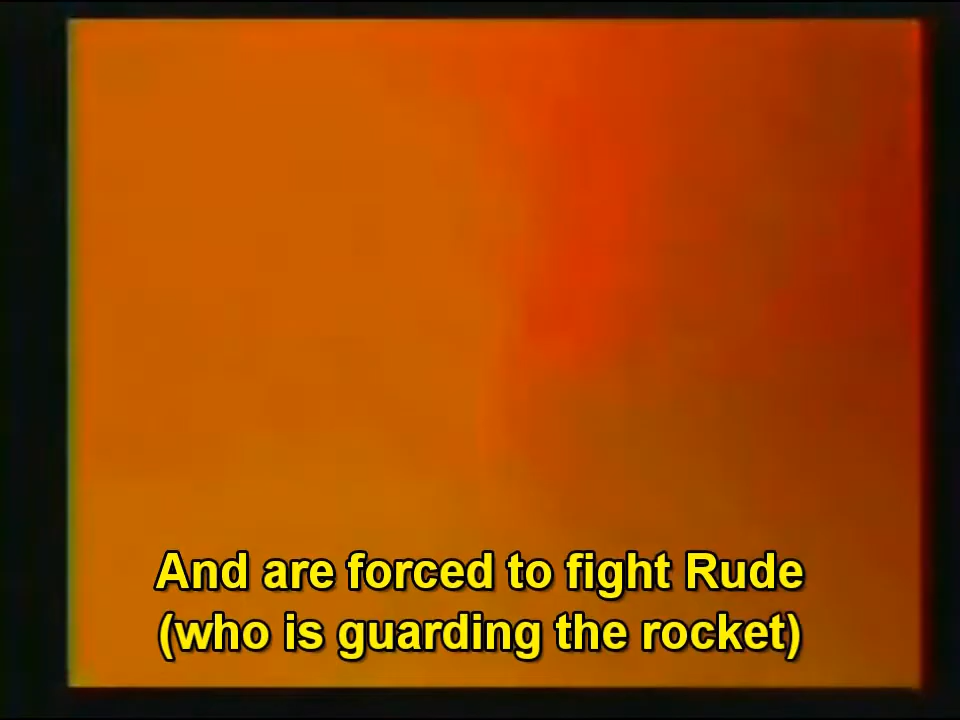 And are forced to fight Rude
(who is guarding the rocket)